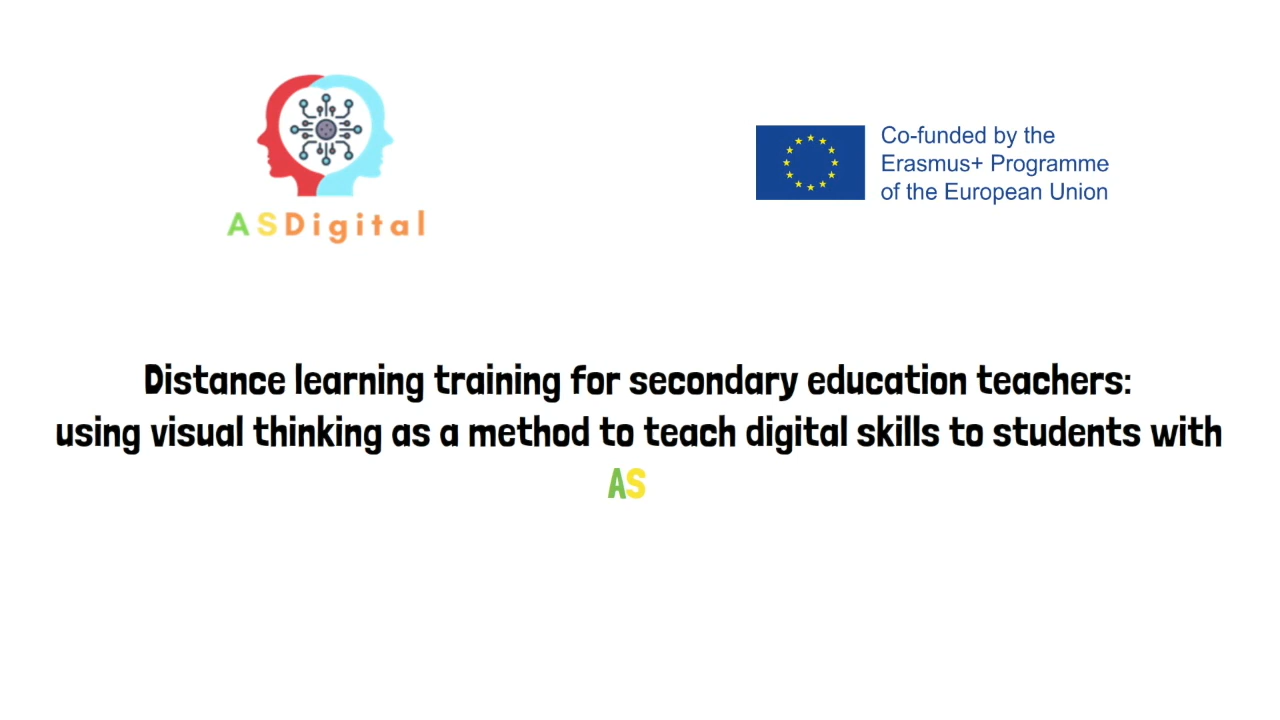 ASDigital
Co-funded by the
Erasmus+ Programme
of the European Union
Distance learning training for secondary education teachers:
using visual thinking as a method to teach digital skills to students with
AS